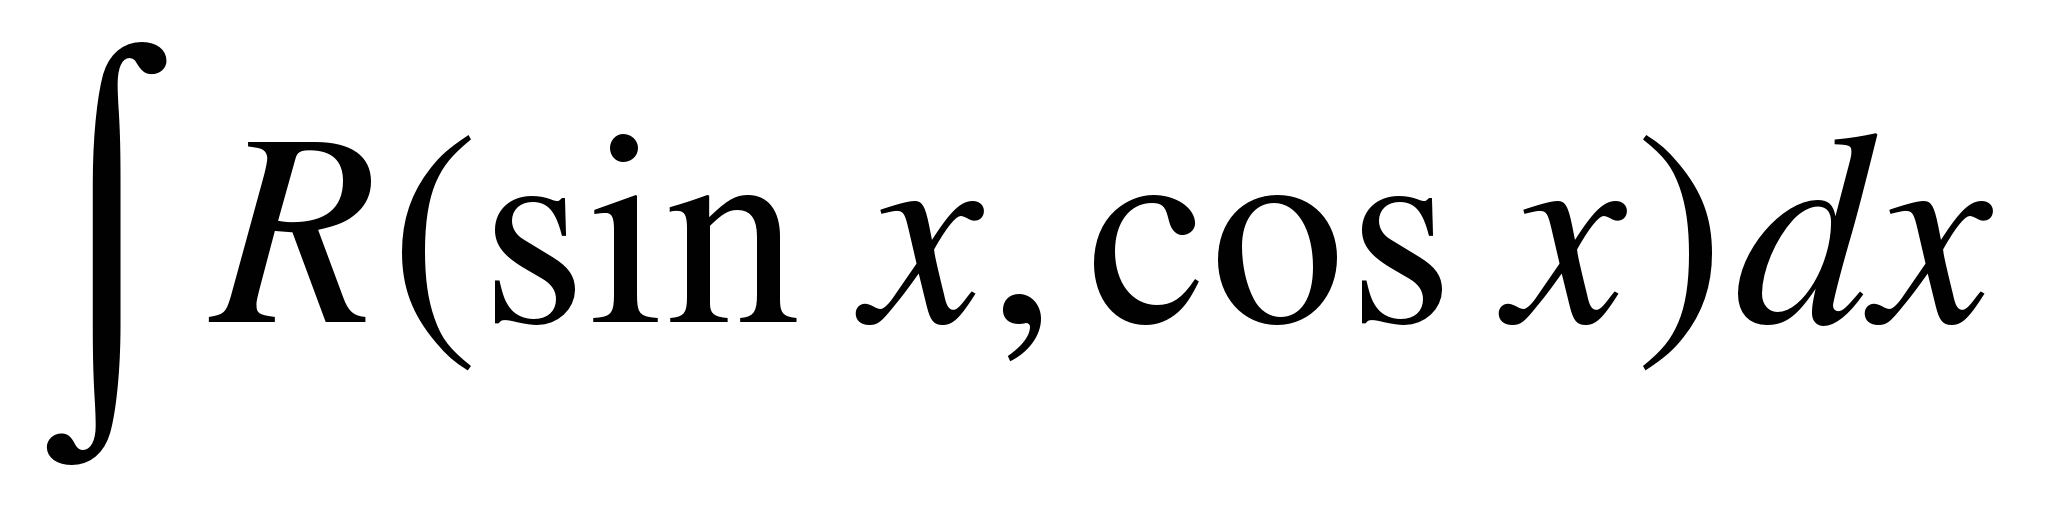 ∫ R(sin x, cos x)dx